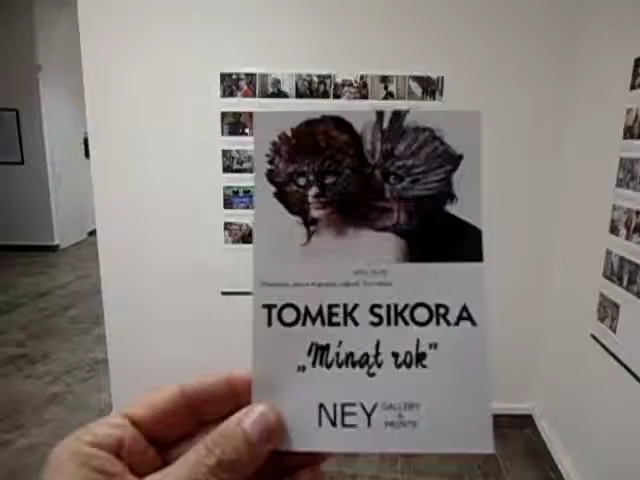 TOMEK SIKORA
„Minął rok”
NEY GALLERY
&
PRINTS